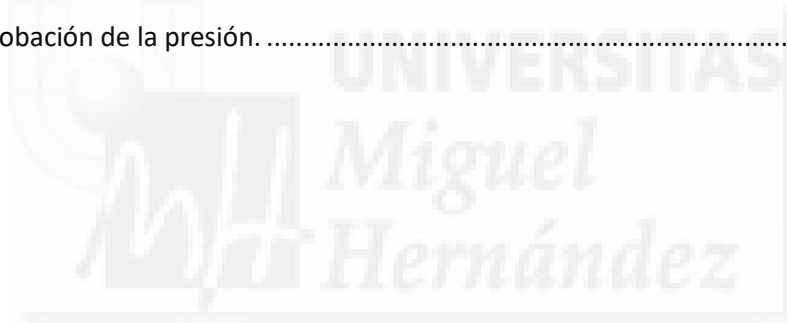 obación de la presión. ........................................................................
UNIVERSITAS
Miguel
Hernández